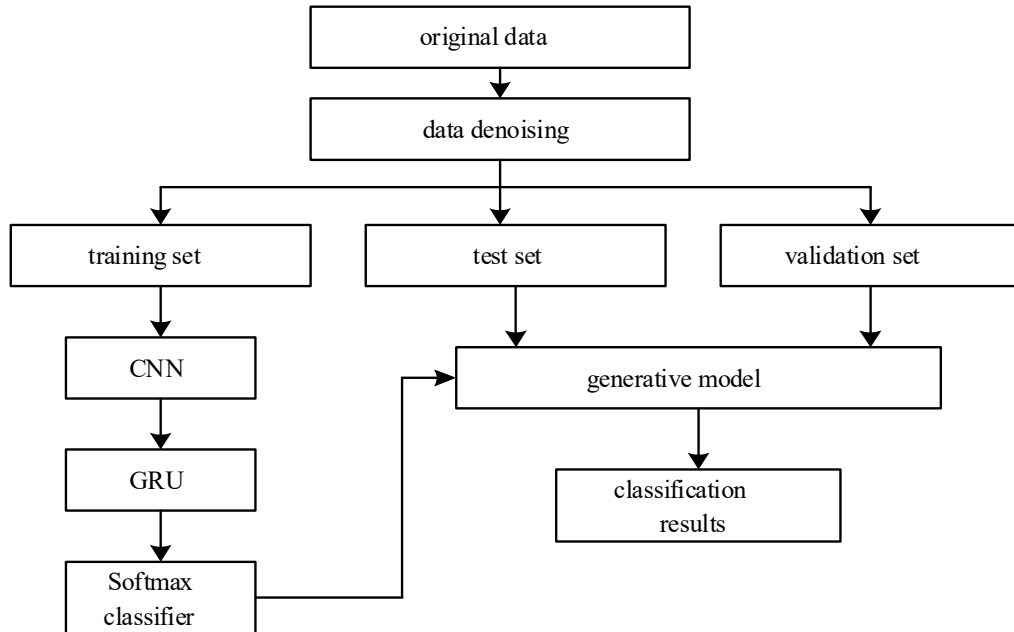 original data
data denoising
training set
test set
validation set
CNN
generative model
GRU
classification
results
Softmax
classifier